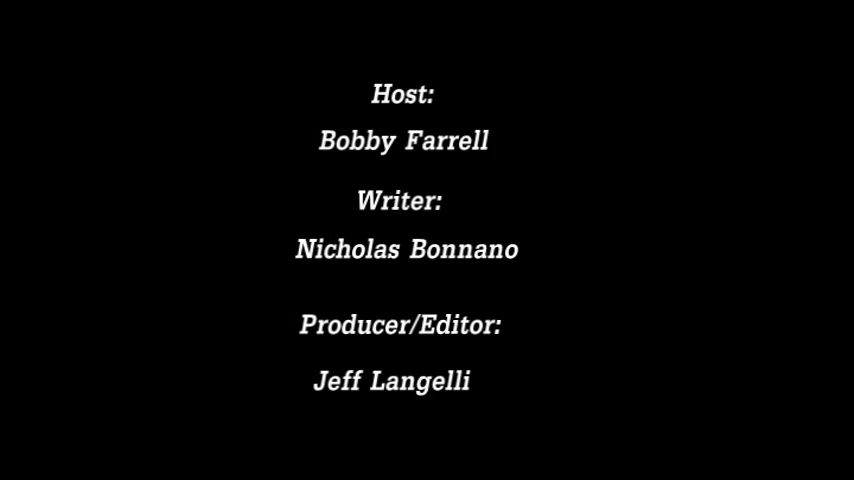 Host:
Bobby Farrell
Writer:
Nicholas Bonnano
Producer/Editor:
Jeff Langelli